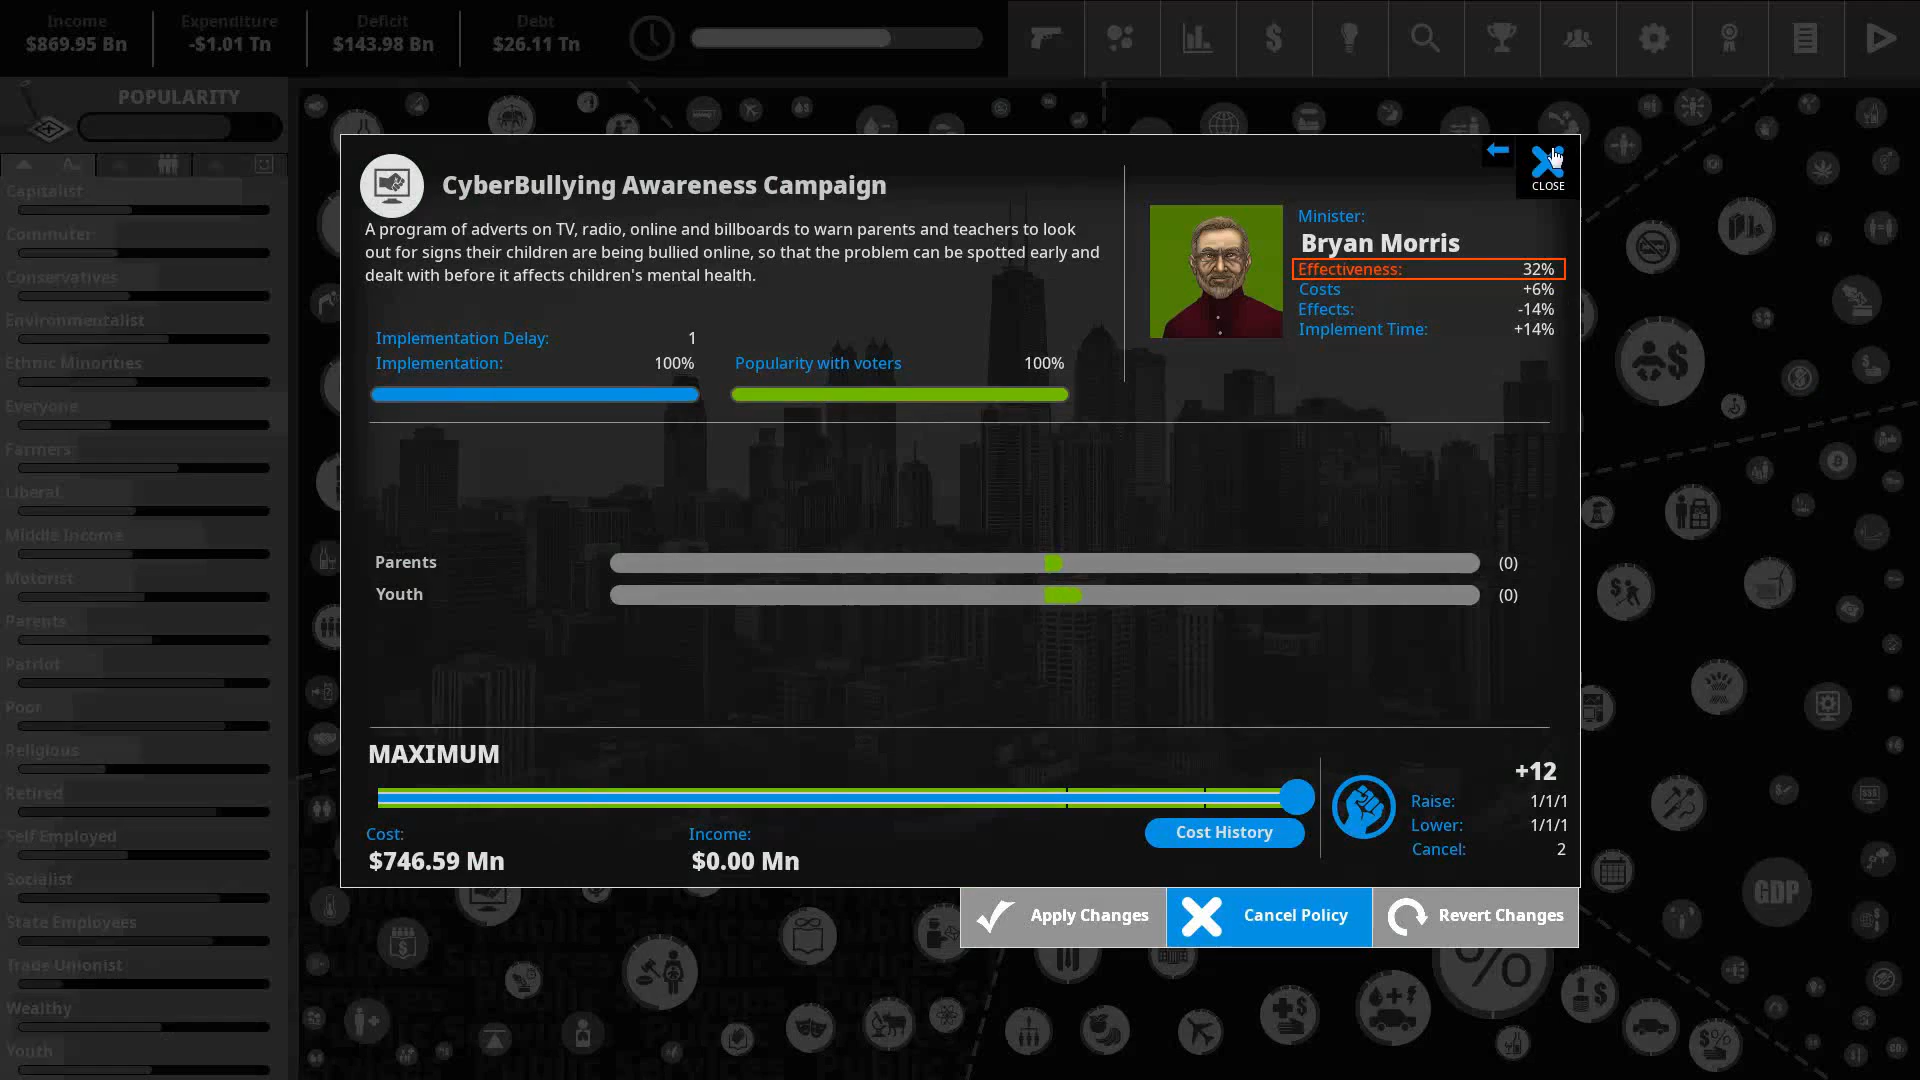 Income
$869.95 Bn
Expenditure
-$1.01 Tn
Deficit
$143.98 Bn
Debt
$26.11 Tn
POPULARITY
Capitalist
Commuter
Conservatives
Environmentalist
Ethnic Minorities
Everyone
Farmers
Liberal
Middle Income
Motorist
Parents
Patriot
Poor
Religious
Retired
Self Employed
Socialist
State Employees
Trade Unionist
Wealthy
Youth
CyberBullying Awareness Campaign
A program of adverts on TV, radio, online and billboards to warn parents and teachers to look
out for signs their children are being bullied online, so that the problem can be spotted early and
dealt with before it affects children's mental health.
Implementation Delay: 1
Implementation: 100%
Popularity with voters 100%
CLOSE
Minister:
Bryan Morris
Effectiveness: 32%
Costs +6%
Effects: -14%
Implement Time: +14%
Parents (0)
Youth (0)
MAXIMUM
Cost:
$746.59 Mn
Income:
$0.00 Mn
Cost History
+12
Raise: 1/1/1
Lower: 1/1/1
Cancel: 2
Apply Changes
Cancel Policy
Revert Changes
GDP